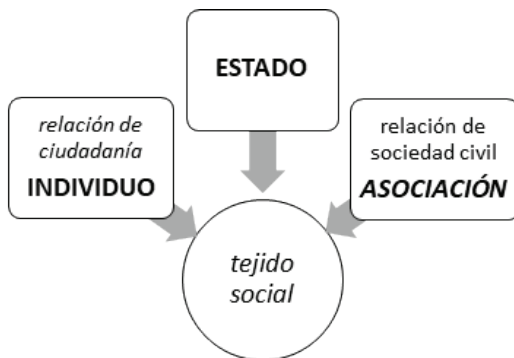 ESTADO
relación de
ciudadanía
INDIVIDUO
relación de
sociedad civil
ASOCIACIÓN
tejido
social